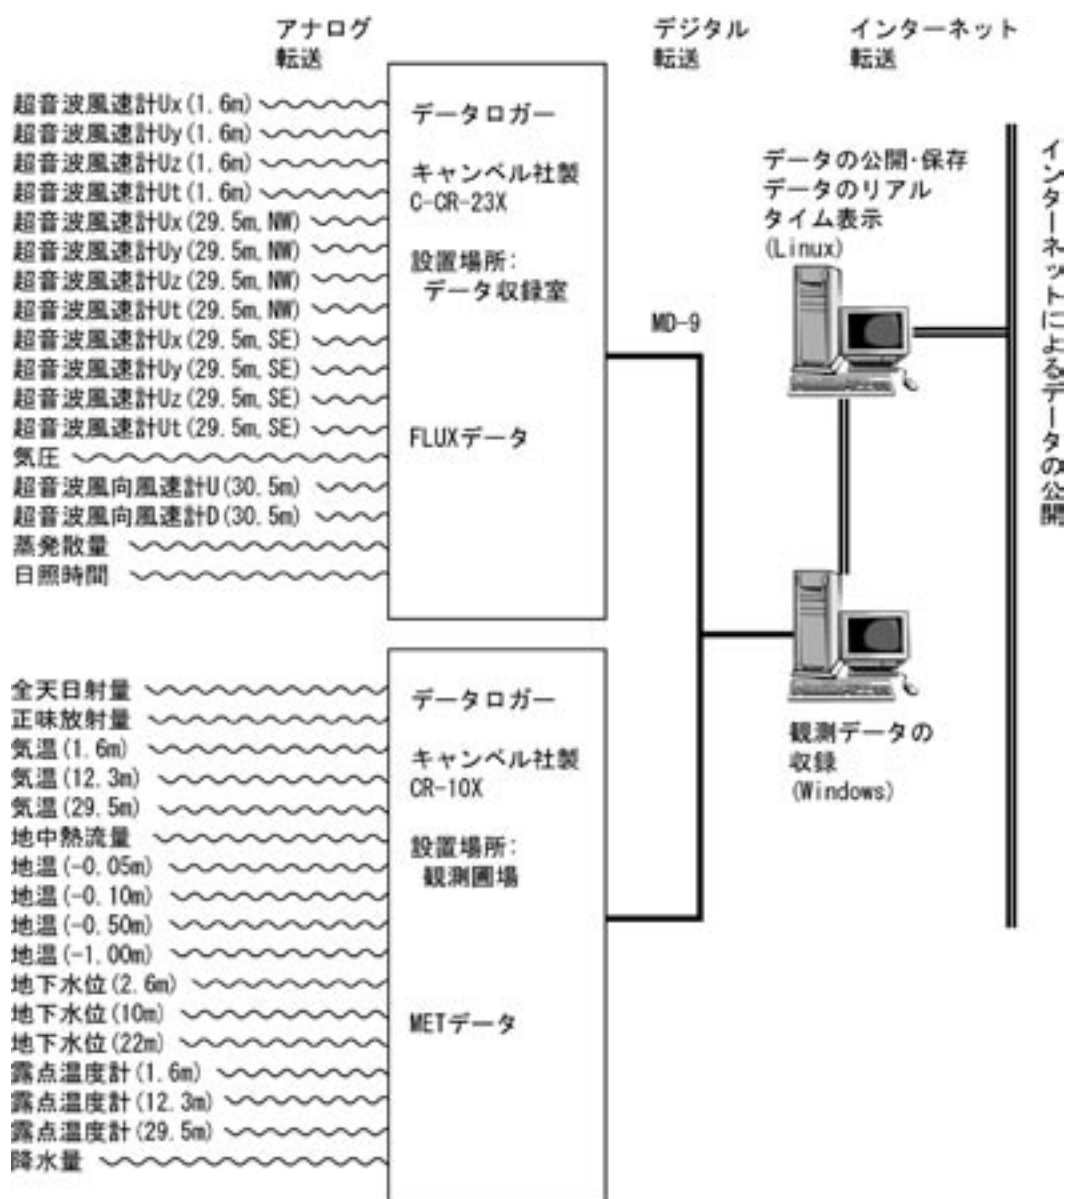 アナログ
転送
デジタル
転送
インターネット
転送
超音波風速計Ux(1.6m)
超音波風速計Uy(1.6m)
超音波風速計Uz(1.6m)
超音波風速計Ut(1.6m)
超音波風速計Ux(29.5m,NW)
超音波風速計Uy(29.5m,NW)
超音波風速計Uz(29.5m,NW)
超音波風速計Ut(29.5m,NW)
超音波風速計Ux(29.5m,SE)
超音波風速計Uy(29.5m,SE)
超音波風速計Uz(29.5m,SE)
超音波風速計Ut(29.5m,SE)
気圧
超音波風向風速計U(30.5m)
超音波風向風速計D(30.5m)
蒸発散量
日照時間
データロガー
キャンベル社製
C-CR-23X
設置場所:
データ収録室
FLUXデータ
全天日射量
正味放射量
気温(1.6m)
気温(12.3m)
気温(29.5m)
地中熱流量
地温(-0.05m)
地温(-0.10m)
地温(-0.50m)
地温(-1.00m)
地下水位(2.6m)
地下水位(10m)
地下水位(22m)
露点温度計(1.6m)
露点温度計(12.3m)
露点温度計(29.5m)
降水量
データロガー
キャンベル社製
CR-10X
設置場所:
観測圃場
METデータ
MD-9
データの公開・保存
データのリアル
タイム表示
(Linux)
観測データの
収録
(Windows)
インターネットによるデータの公開